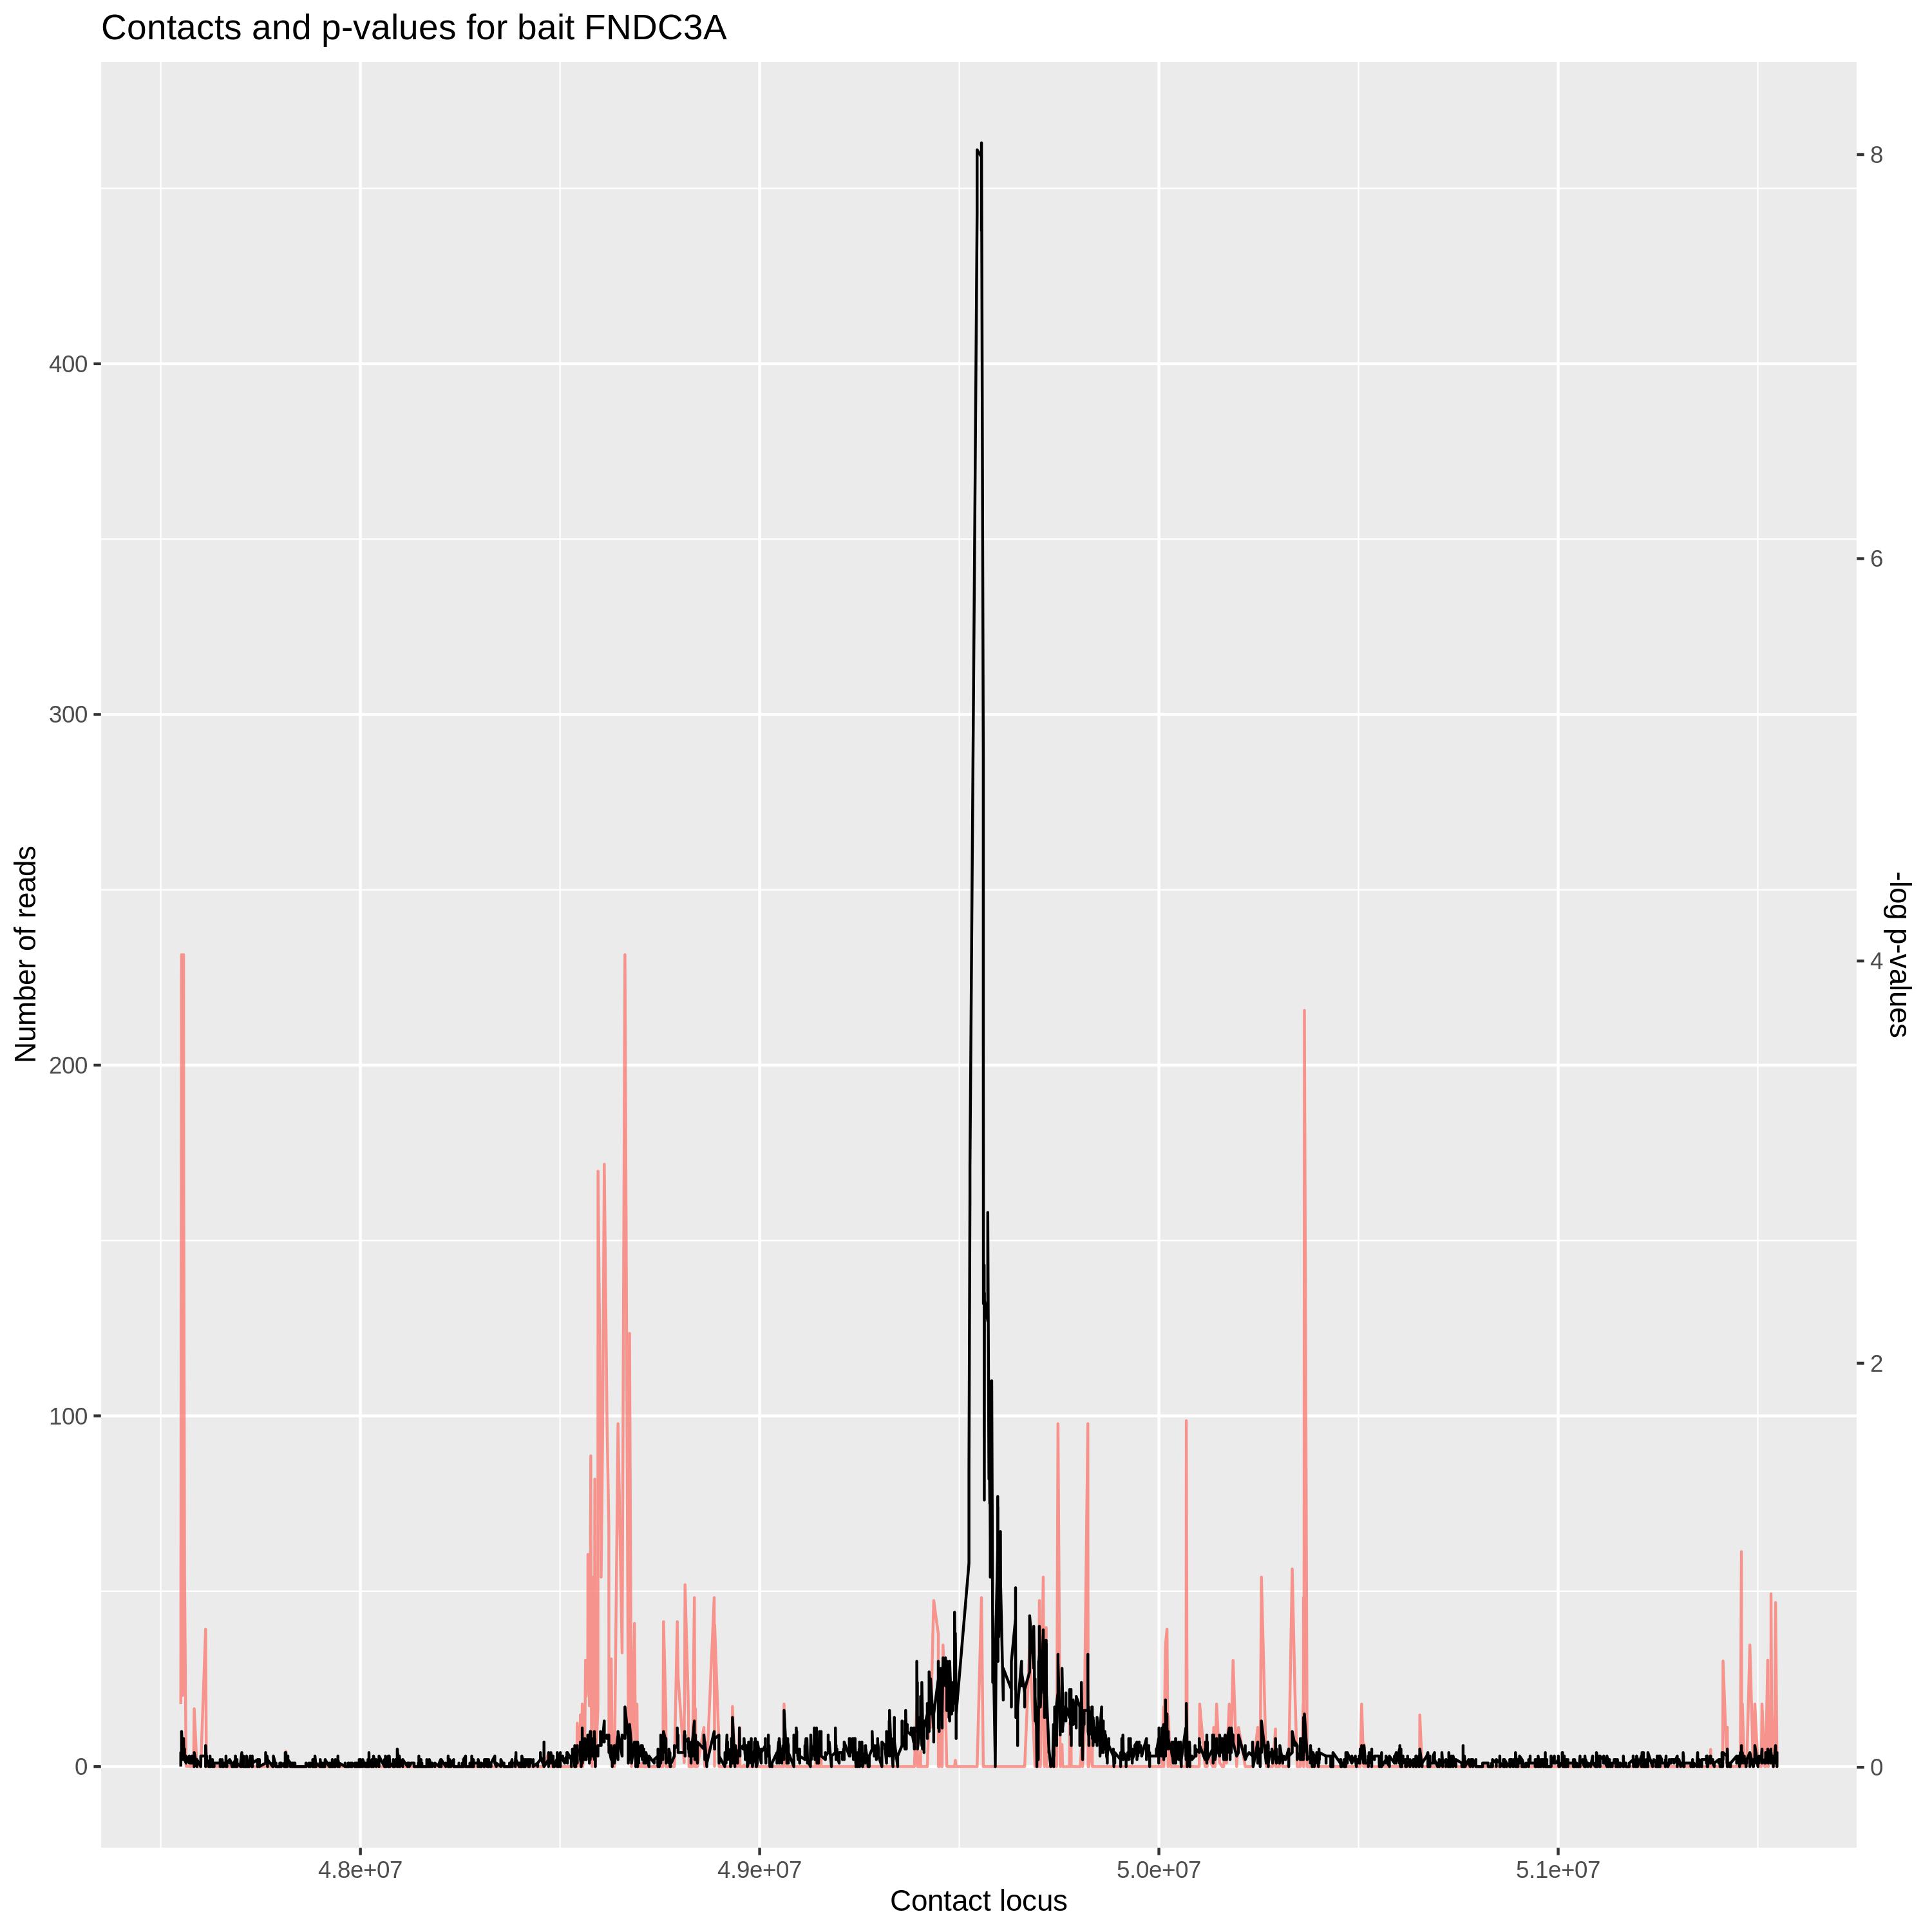 Contacts and p-values for bait FNDC3A
Number of reads
400
300
200
100
0
8
6
4
2
0
-log p-values
4.8e+07
4.9e+07
5.0e+07
5.1e+07
Contact locus